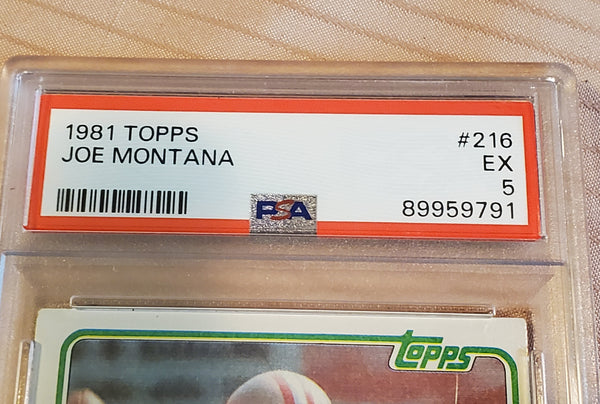 1981 TOPPS #216
JOE MONTANA EX
5
PSA 89959791
topps